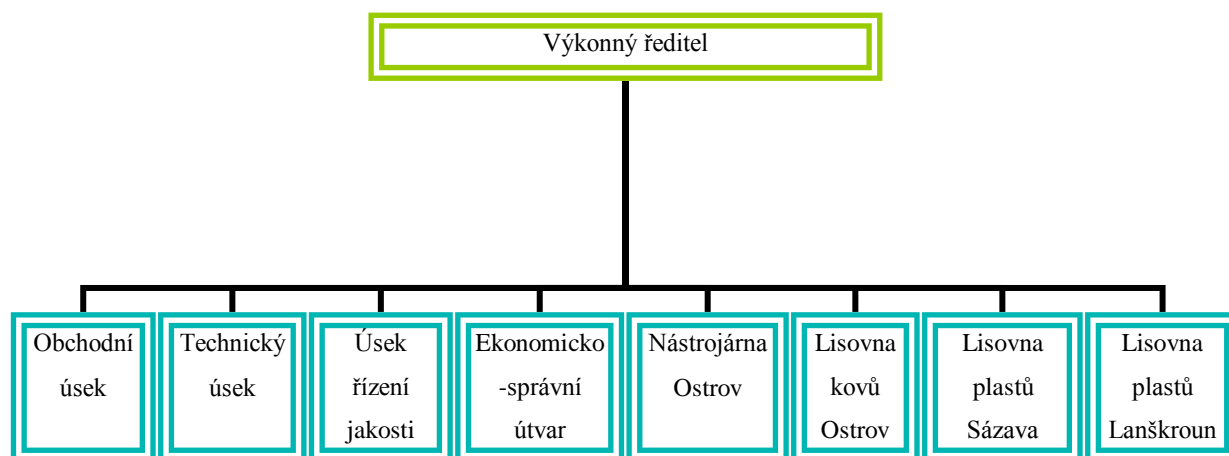 Výkonný ředitel
Obchodní
úsek
Technický
úsek
Úsek
řízení
jakosti
Ekonomicko
-správní
útvar
Nástrojárna
Ostrov
Lisovna
kovů
Ostrov
Lisovna
plastů
Sázava
Lisovna
plastů
Lanškroun